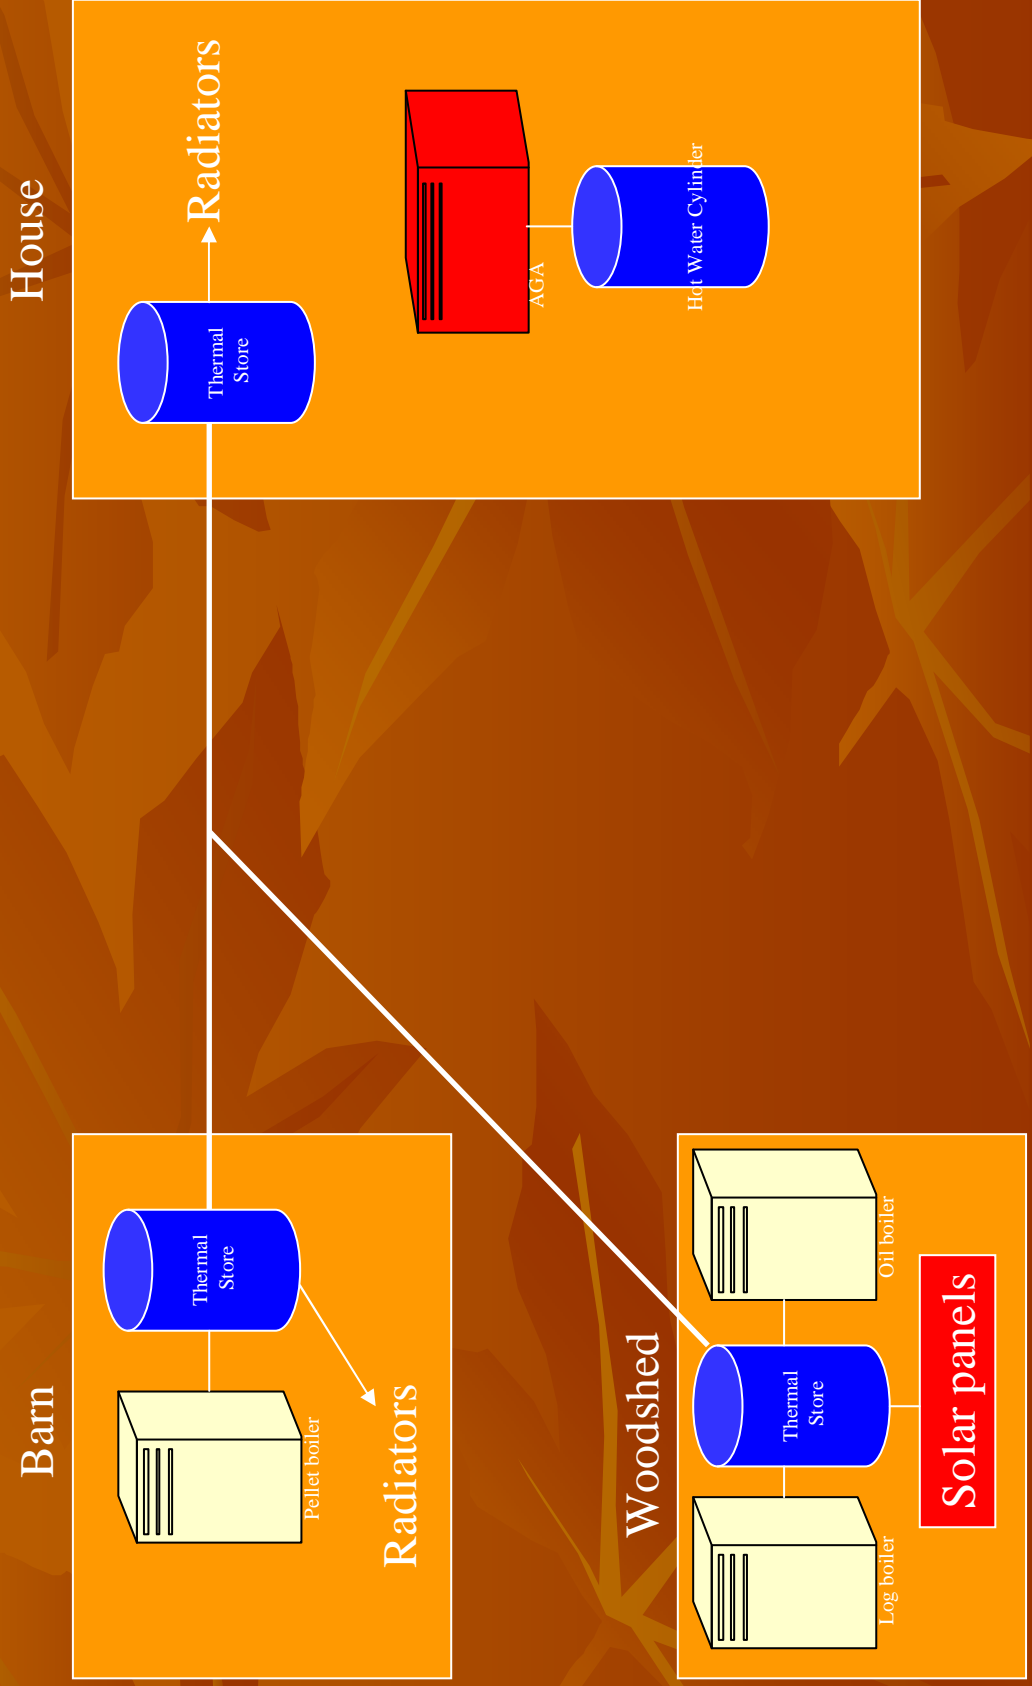 Barn
House
Thermal
Store
Pellet boiler
Radiators
Thermal
Store
Radiators
AGA
Hot Water Cylinder
Woodshed
Log boiler
Thermal
Store
Oil boiler
Solar panels